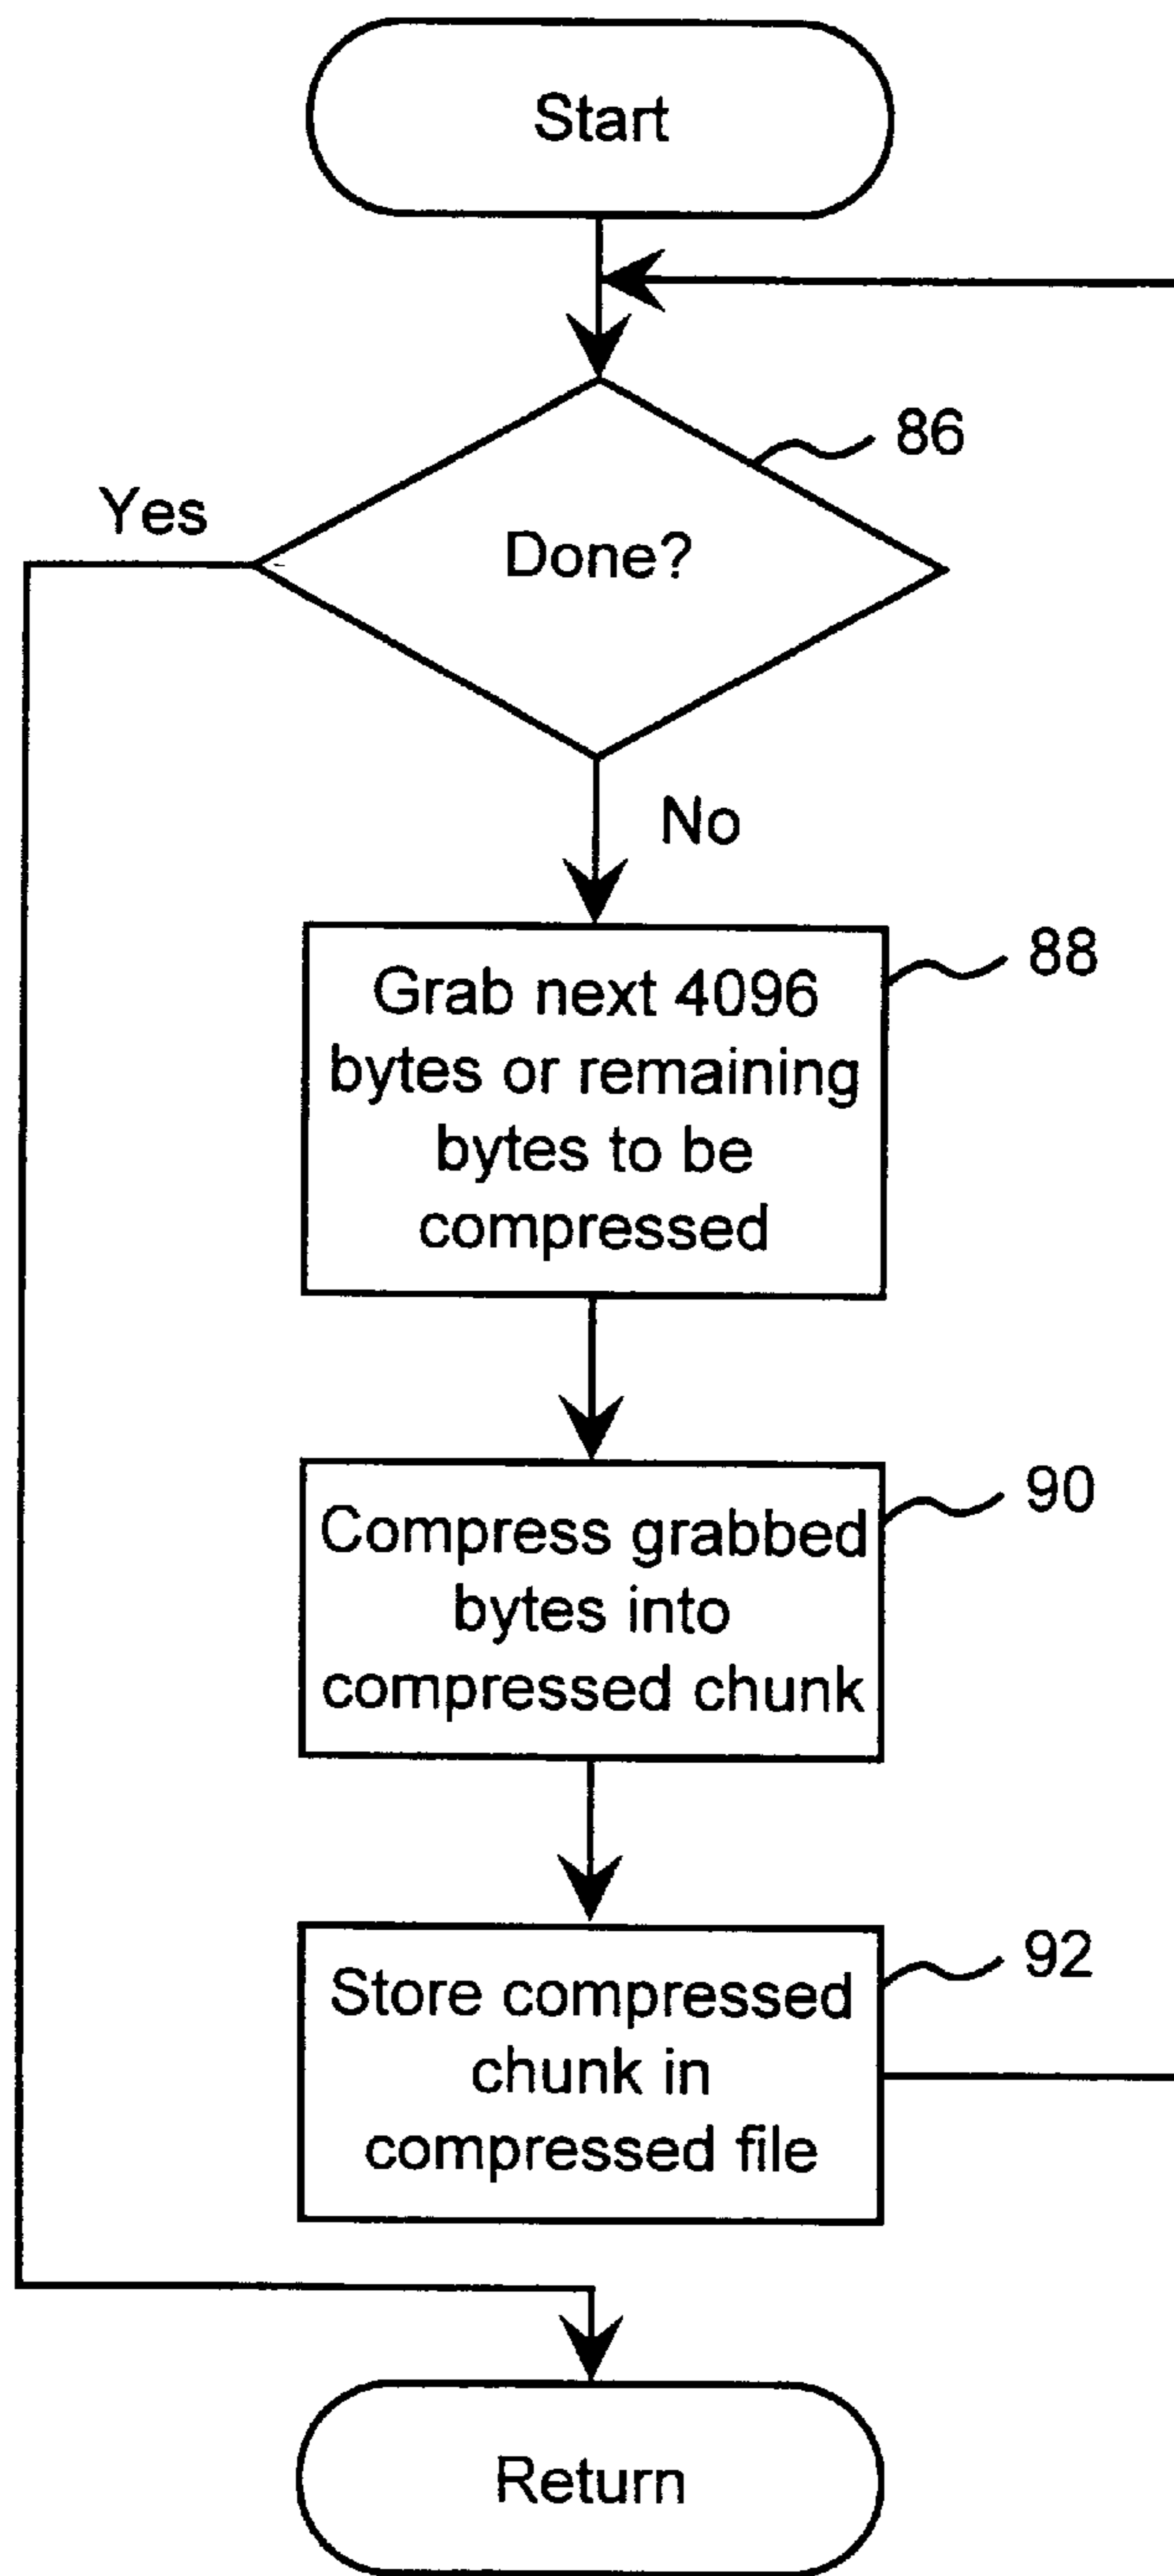 Start
86
Yes
Done?
No
88
Grab next 4096
bytes or remaining
bytes to be
compressed
90
Compress grabbed
bytes into
compressed chunk
92
Store compressed
chunk in
compressed file
Return